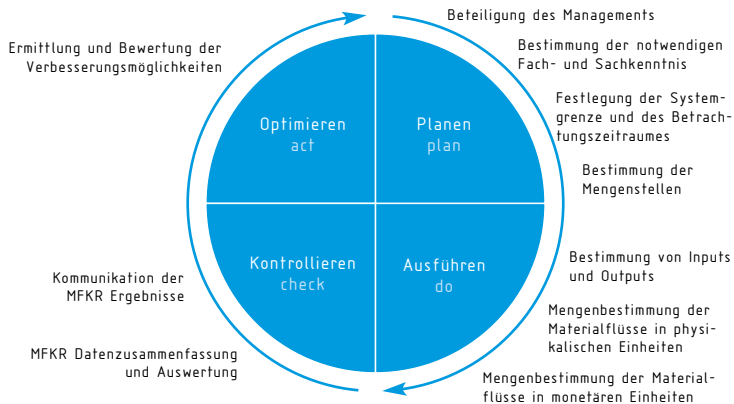 Beteiligung des Managements
Bestimmung der notwendigen
Fach- und Sachkenntnis
Festlegung der System-
grenze und des Betrach-
tungszeitraumes
Bestimmung der
Mengenstellen
Bestimmung von Inputs
und Outputs
Mengenbestimmung der
Materialflüsse in physi-
kalischen Einheiten
Mengenbestimmung der Material-
flüsse in monetären Einheiten
MFKR Datenzusammenfassung
und Auswertung
Kommunikation der
MFKR Ergebnisse
Ermittlung und Bewertung der
Verbesserungsmöglichkeiten
Optimieren
act
Planen
plan
Kontrollieren
check
Ausführen
do